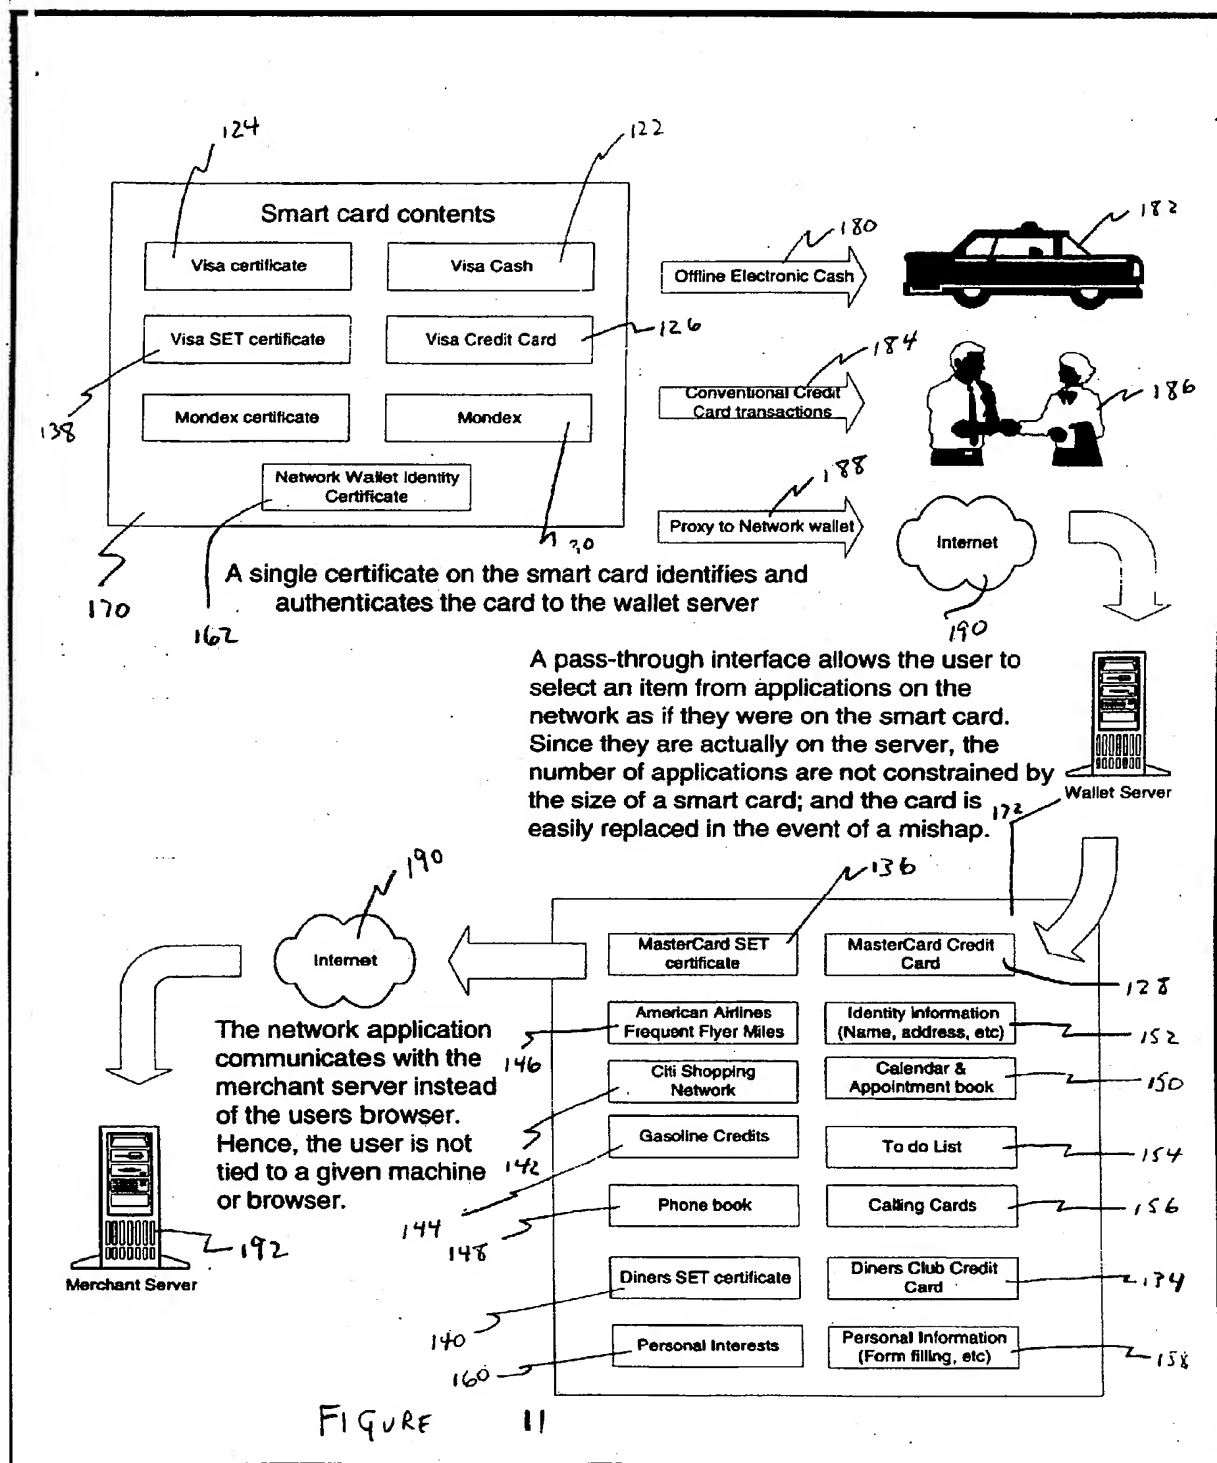 124
122
Smart card contents
Visa certificate
Visa Cash
180
182
Offline Electronic Cash
Visa SET certificate
Visa Credit Card
126
138
184
Conventional Credit
Card transactions
186
Mondex certificate
Mondex
Network Wallet Identity
Certificate
162
188
Proxy to Network wallet
Internet
190
170
A single certificate on the smart card identifies and
authenticates the card to the wallet server
A pass-through interface allows the user to
select an item from applications on the
network as if they were on the smart card.
Since they are actually on the server, the
number of applications are not constrained by
the size of a smart card; and the card is
easily replaced in the event of a mishap.
172
Wallet Server
190
Internet
136
MasterCard SET
certificate
MasterCard Credit
Card
128
American Airlines
Frequent Flyer Miles
146
Identity Information
(Name, address, etc)
152
Citi Shopping
Network
142
Calendar &
Appointment book
150
Gasoline Credits
144
To do List
154
Phone book
148
Calling Cards
156
Diners SET certificate
140
Diners Club Credit
Card
134
Personal Interests
160
Personal Information
(Form filling, etc)
158
The network application
communicates with the
merchant server instead
of the users browser.
Hence, the user is not
tied to a given machine
or browser.
192
Merchant Server
FIGURE 11